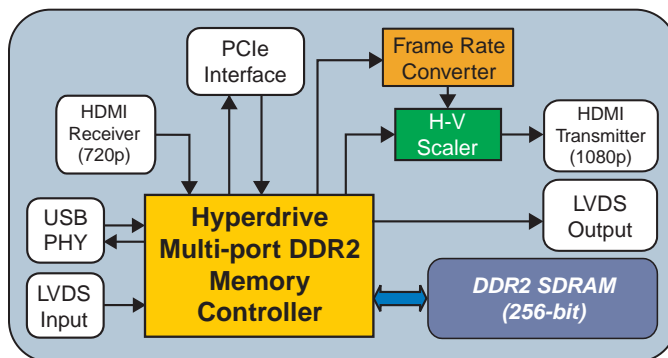 PCIe
Interface
Frame Rate
Converter
HDMI
Receiver
(720p)
H-V
Scaler
HDMI
Transmitter
(1080p)
USB
PHY
Hyperdrive
Multi-port DDR2
Memory
Controller
LVDS
Output
LVDS
Input
DDR2 SDRAM
(256-bit)